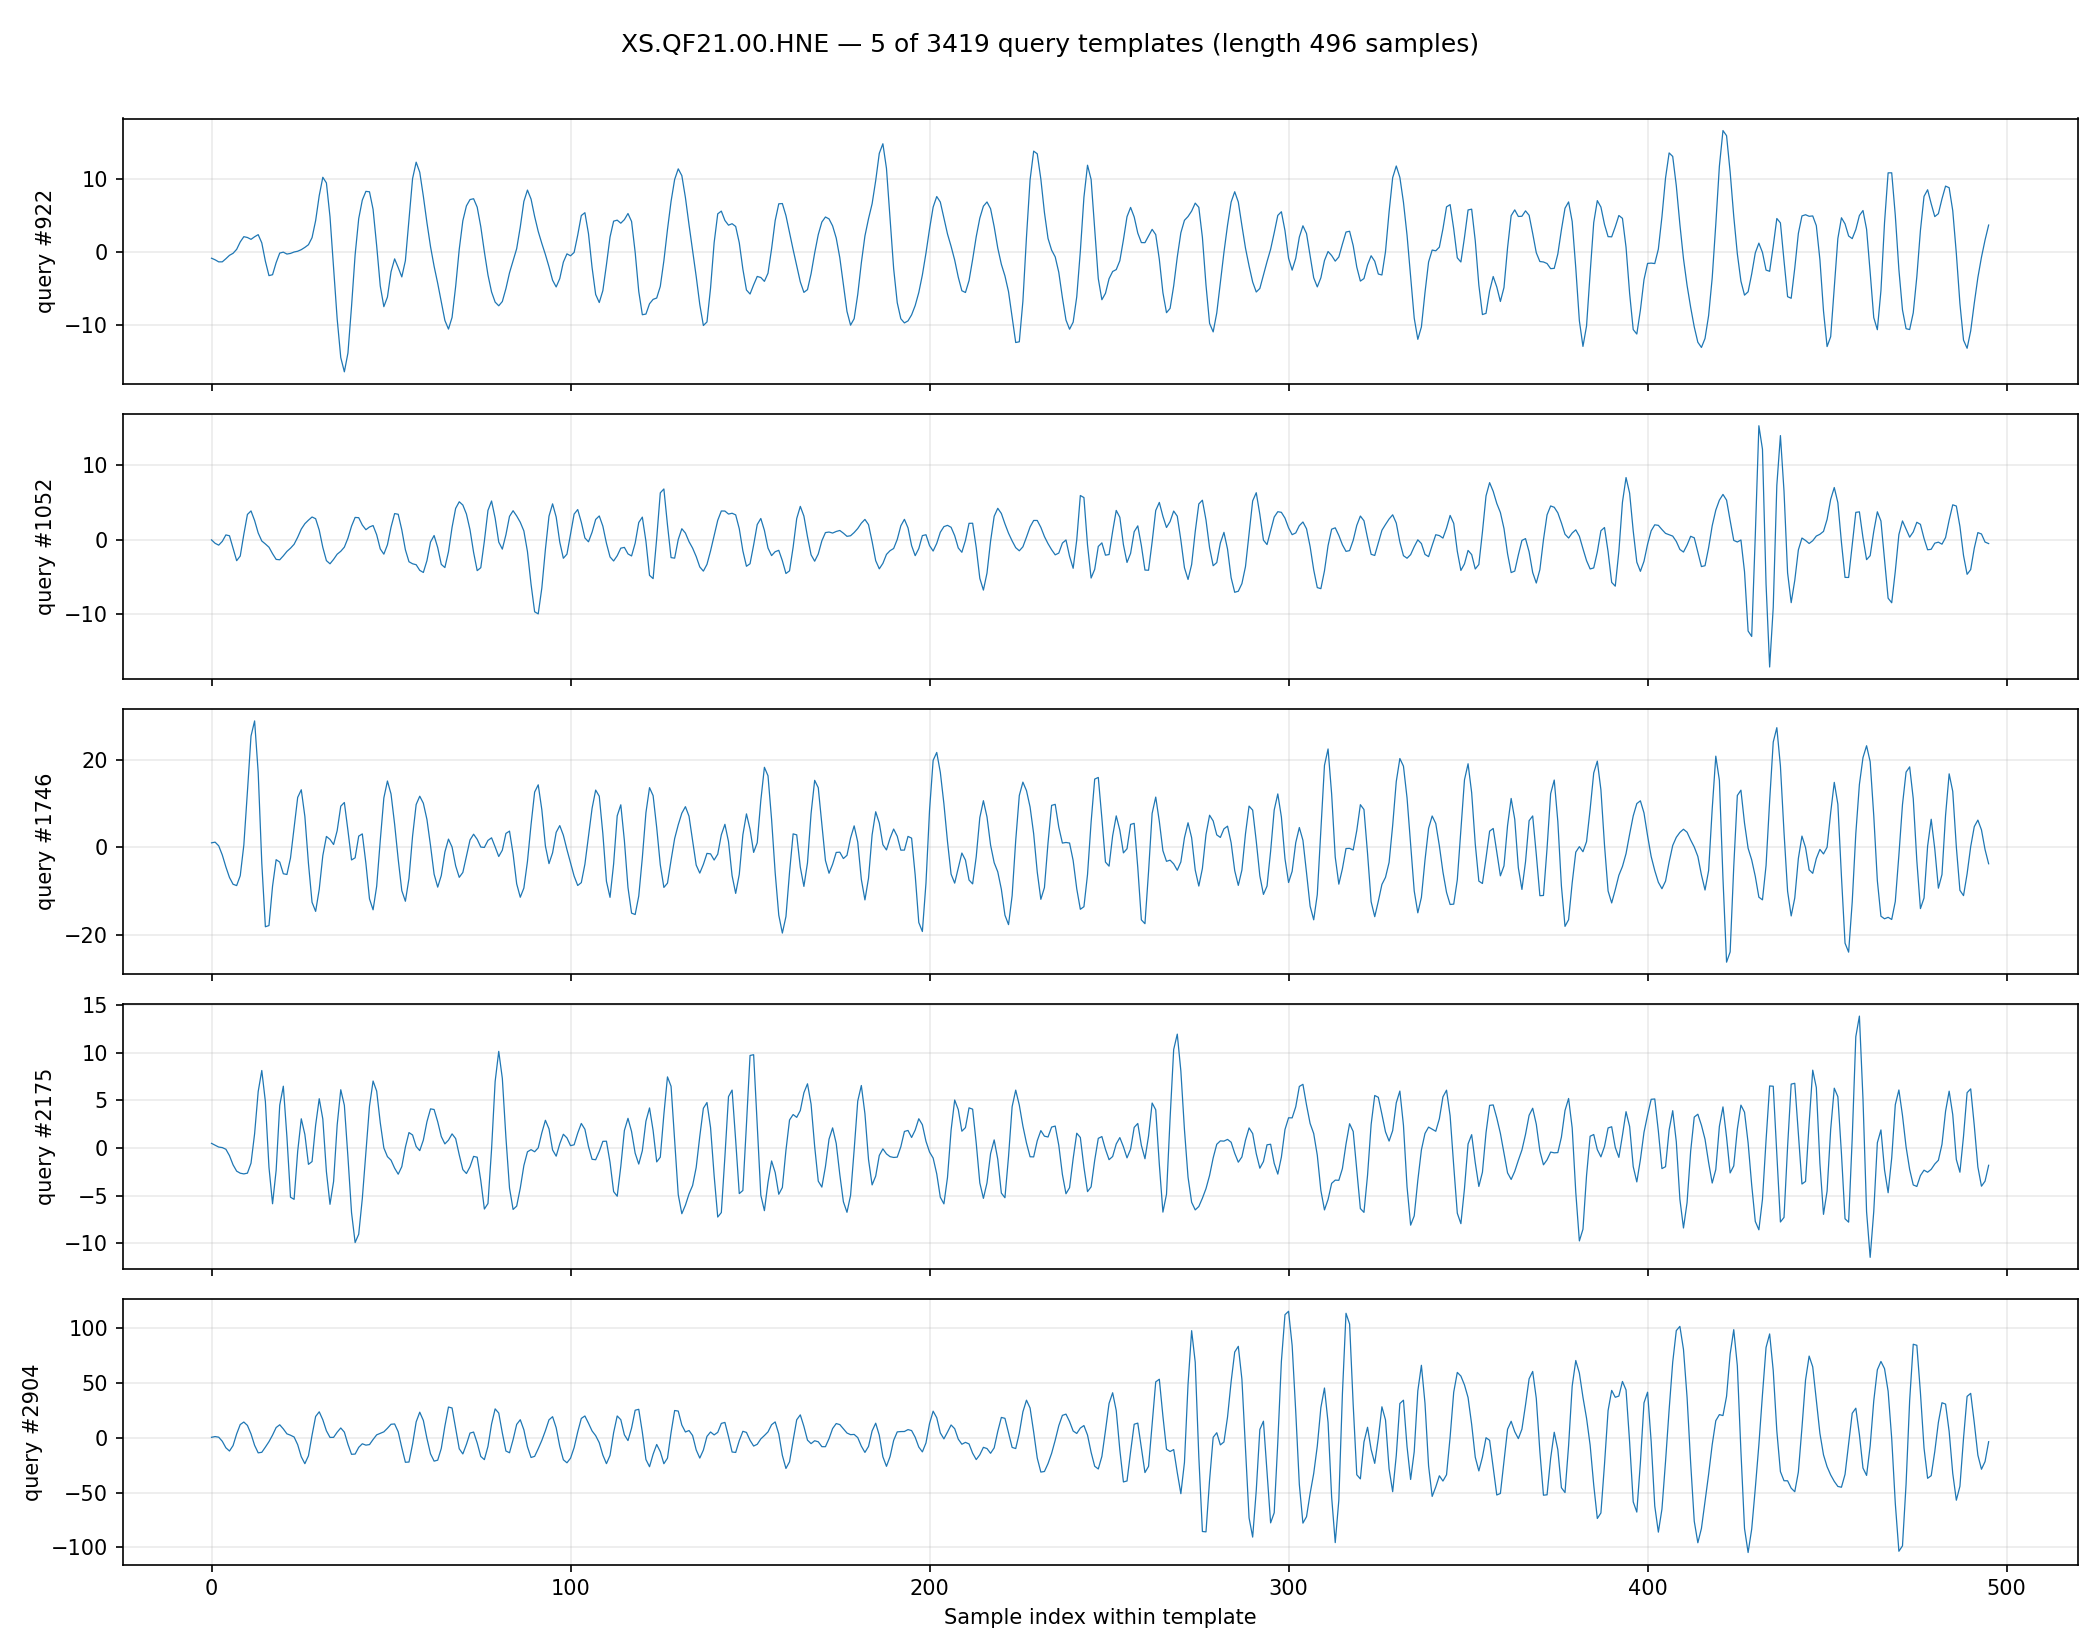 XS.QF21.00.HNE — 5 of 3419 query templates (length 496 samples)
10
0
−10
query #922
10
0
−10
query #1052
20
0
−20
query #1746
15
10
5
0
−5
−10
query #2175
100
50
0
−50
−100
query #2904
0 100 200 300 400 500
Sample index within template